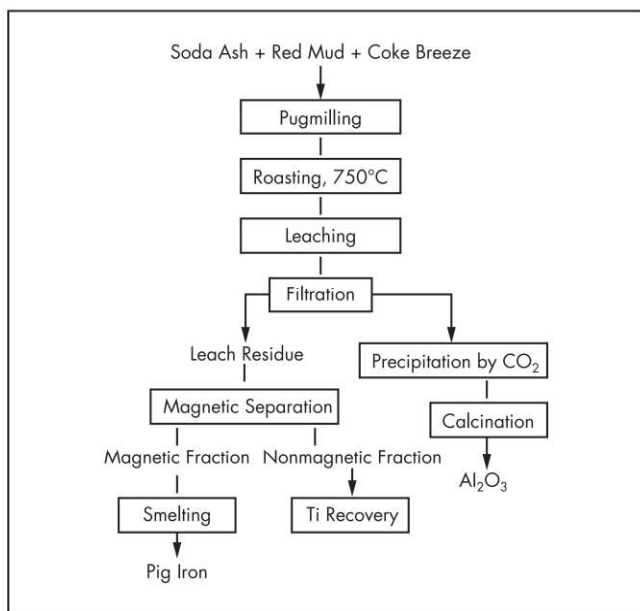 Soda Ash + Red Mud + Coke Breeze
Pugmilling
Roasting, 750°C
Leaching
Filtration
Leach Residue
Precipitation by CO₂
Magnetic Separation
Calcination
Magnetic Fraction
Nonmagnetic Fraction
Al₂O₃
Smelting
Ti Recovery
Pig Iron